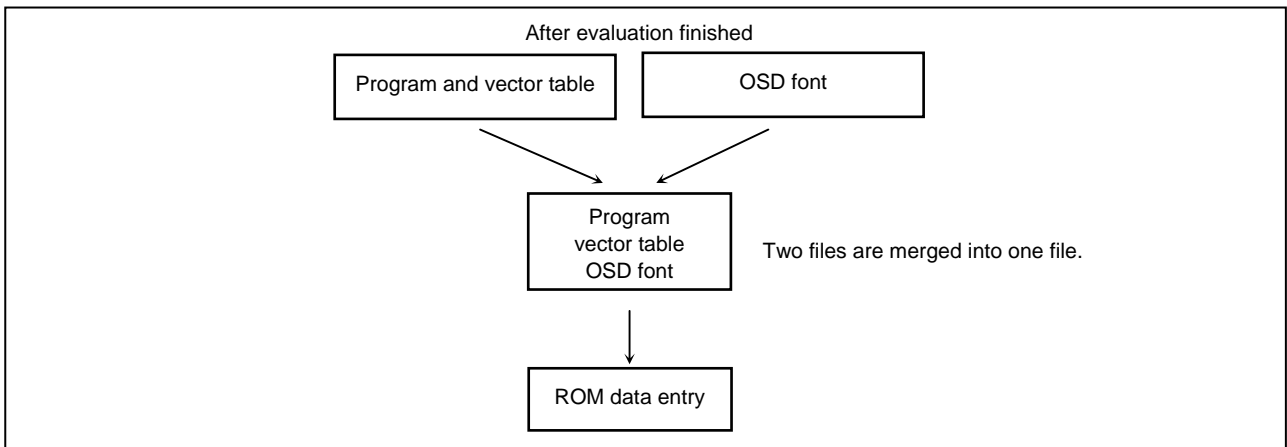 After evaluation finished
Program and vector table
OSD font
Program
vector table
OSD font
Two files are merged into one file.
ROM data entry